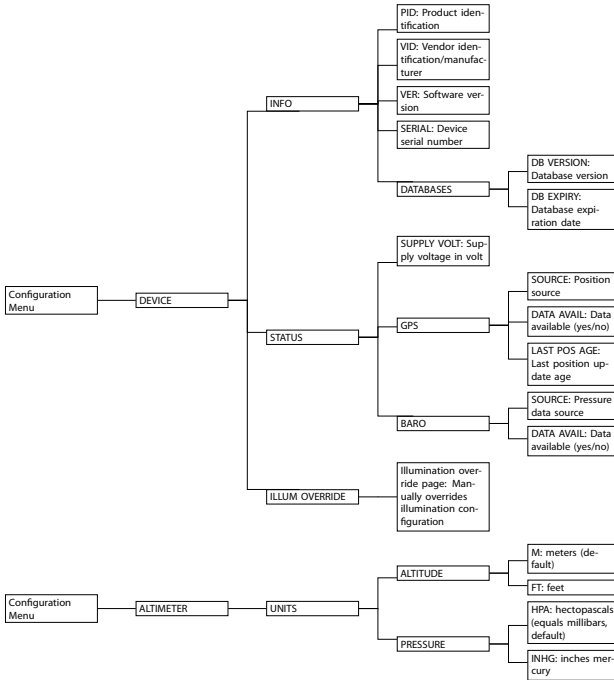 PID: Product iden-
tification
VID: Vendor iden-
tification/manufac-
turer
INFO
VER: Software ver-
sion
SERIAL: Device
serial number
DATABASES
DB VERSION:
Database version
DB EXPIRY:
Database expi-
ration date
Configuration
Menu
DEVICE
STATUS
SUPPLY VOLT: Sup-
ply voltage in volt
GPS
SOURCE: Position
source
DATA AVAIL: Data
available (yes/no)
LAST POS AGE:
Last position up-
date age
BARO
SOURCE: Pressure
data source
DATA AVAIL: Data
available (yes/no)
ILLUM OVERRIDE
Illumination over-
ride page: Man-
ually overrides
illumination con-
figuration
Configuration
Menu
ALTIMETER
UNITS
ALTITUDE
M: meters (de-
fault)
FT: feet
PRESSURE
HPA: hectopascals
(equals millibars,
default)
INHG: inches mer-
cury